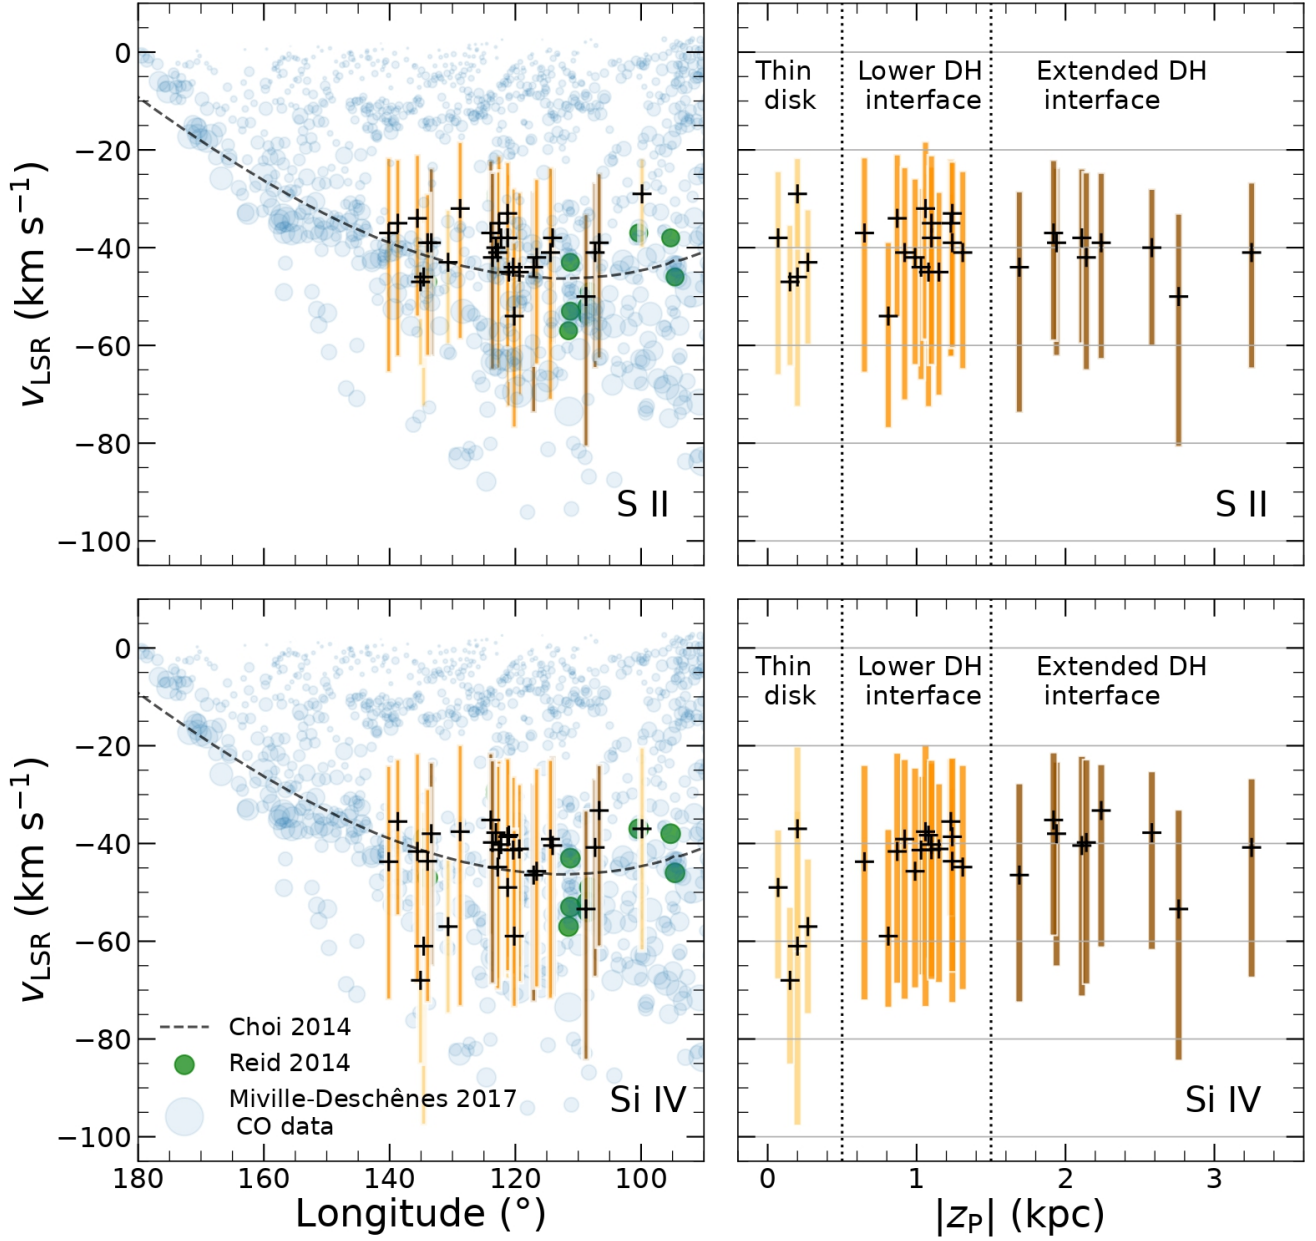 0
−20
−40
−60
−80
−100
v_LSR (km s⁻¹)
S II
Thin
disk
Lower DH
interface
Extended DH
interface
S II
0
−20
−40
−60
−80
−100
v_LSR (km s⁻¹)
Choi 2014
Reid 2014
Miville-Deschênes 2017
CO data
Si IV
180 160 140 120 100
Longitude (°)
Thin
disk
Lower DH
interface
Extended DH
interface
Si IV
0 1 2 3
|z_P| (kpc)